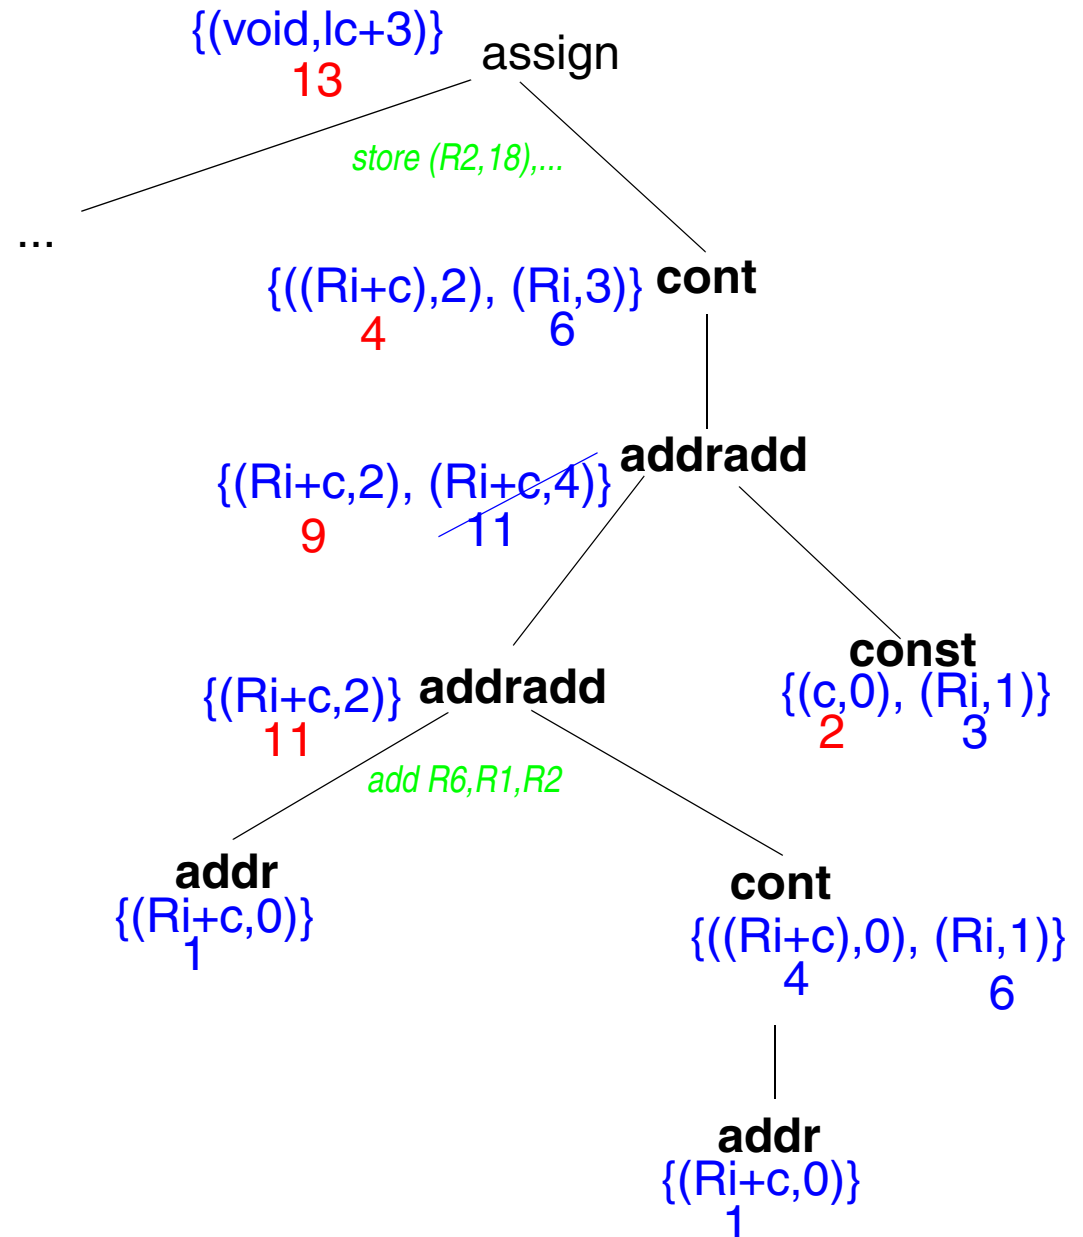 {(void,lc+3)} assign
13
store (R2,18),...
...
{((Ri+c),2), (Ri,3)} cont
4 6
addradd
{(Ri+c,2), (Ri+c,4)}
9 11
const
{(Ri+c,2)} addradd {(c,0), (Ri,1)}
11 2 3
add R6,R1,R2
addr cont
{(Ri+c,0)} {((Ri+c),0), (Ri,1)}
1 4 6
addr
{(Ri+c,0)}
1